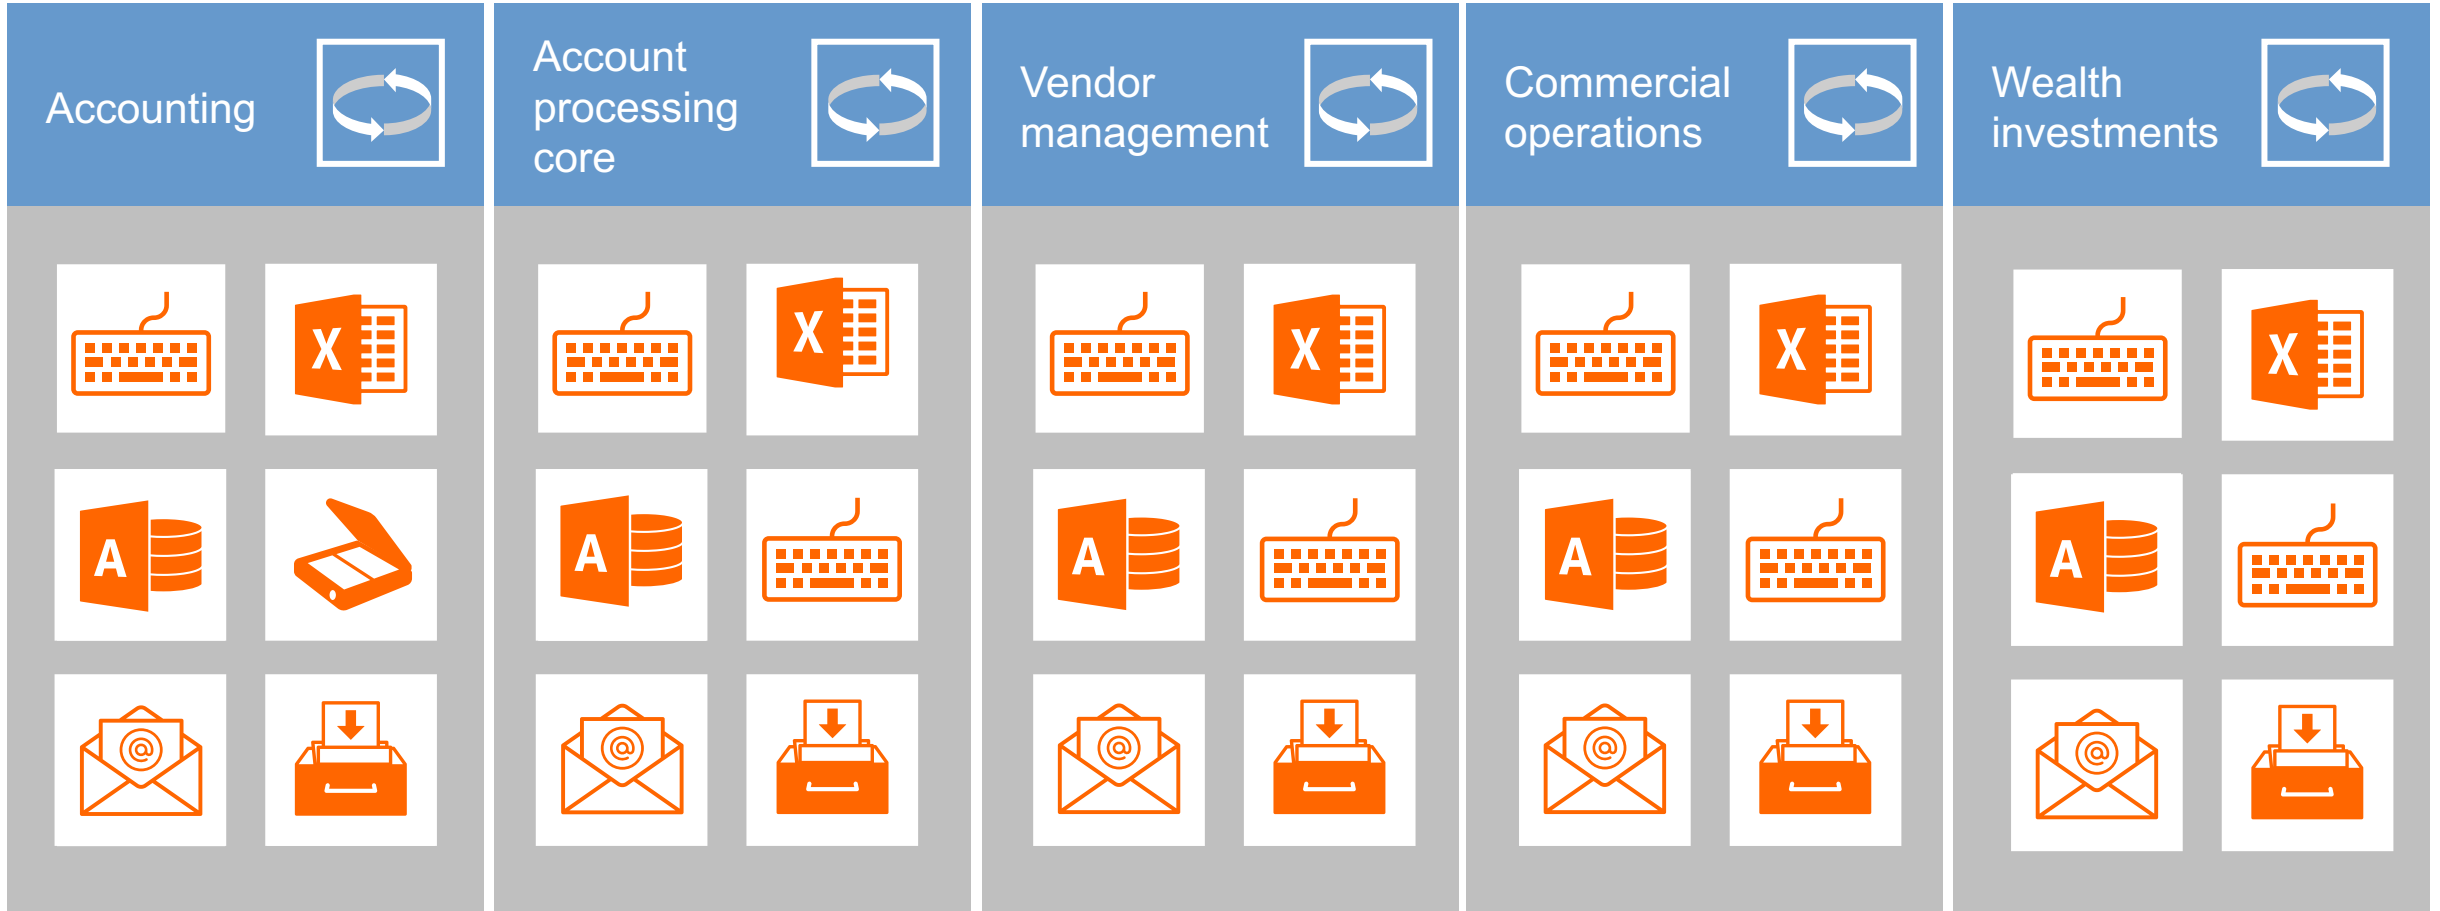 Accounting
Account
processing
core
Vendor
management
Commercial
operations
Wealth
investments
X
X
X
X
X
A
A
A
A
A
@
@
@
@
@